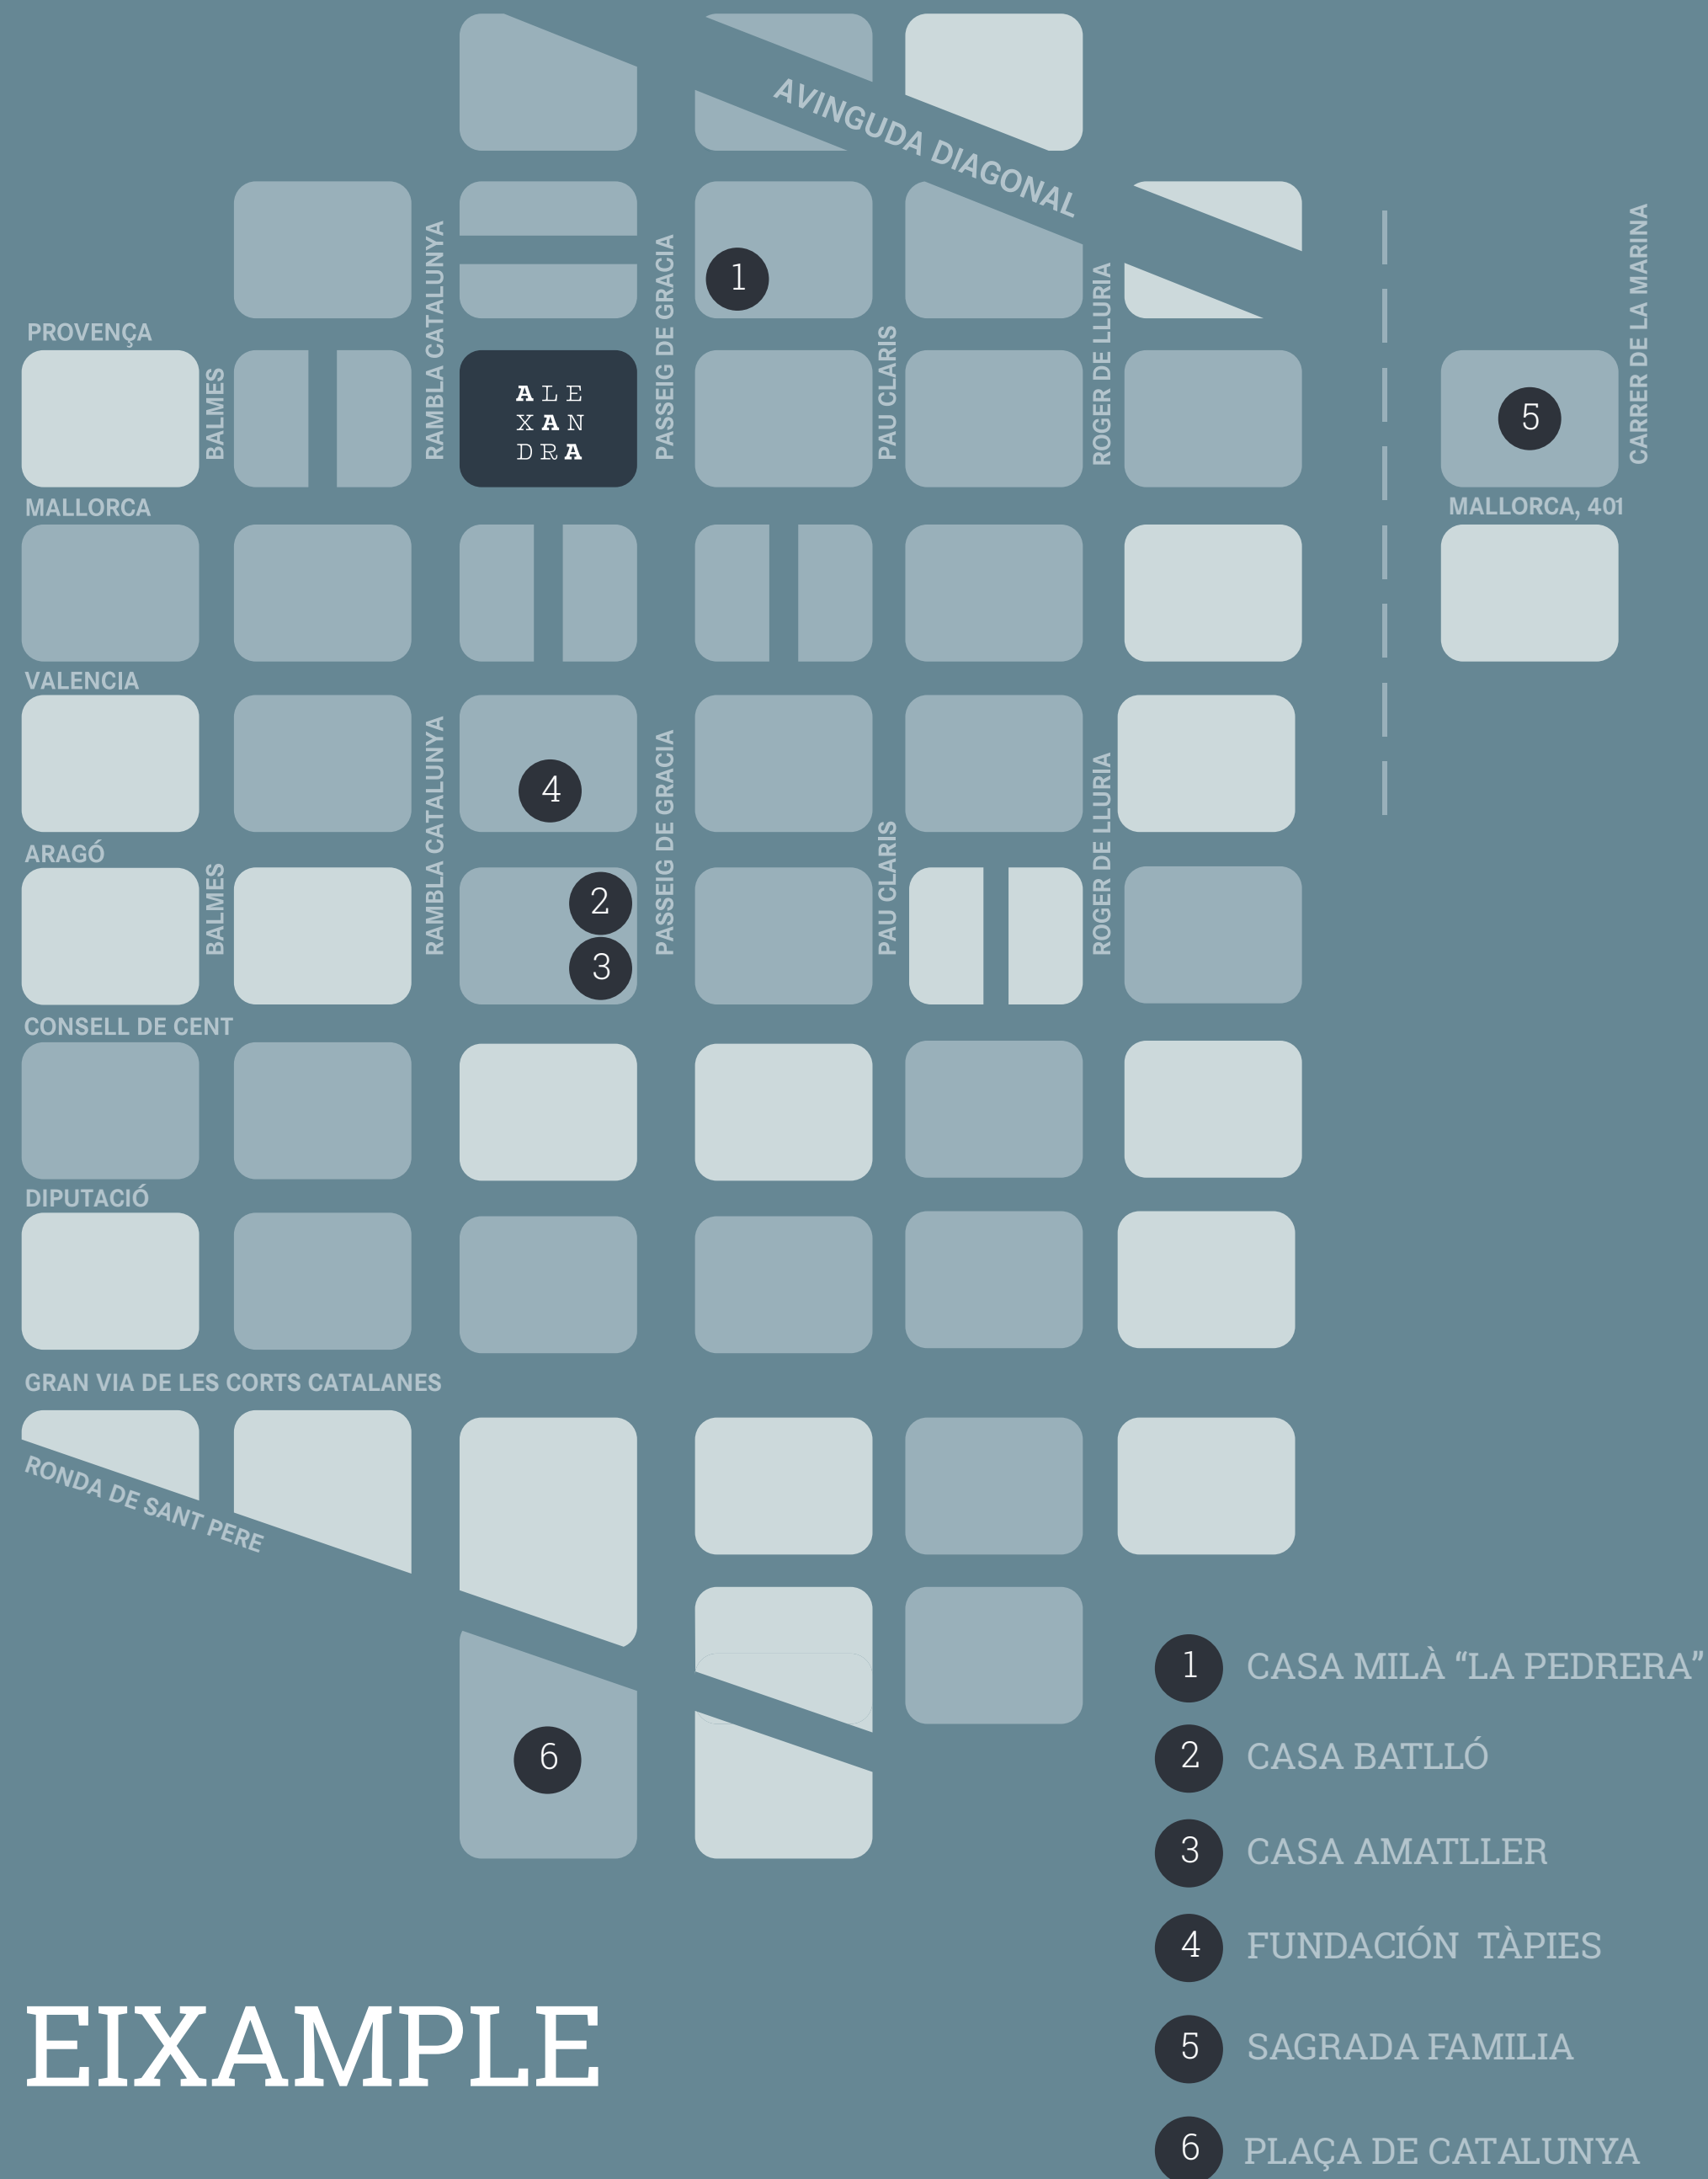 AVINGUDA DIAGONAL
RAMBLA CATALUNYA
PASSEIG DE GRACIA
1
ROGER DE LLURIA
CARRER DE LA MARINA
PROVENÇA
BALMES
ALE
XAN
DRA
PAU CLARIS
5
MALLORCA
MALLORCA, 401
VALENCIA
RAMBLA CATALUNYA
4
PASSEIG DE GRACIA
ROGER DE LLURIA
ARAGÓ
BALMES
2
3
PAU CLARIS
CONSELL DE CENT
DIPUTACIÓ
GRAN VIA DE LES CORTS CATALANES
RONDA DE SANT PERE
6
1 CASA MILÀ “LA PEDRERA”
2 CASA BATLLÓ
3 CASA AMATLLER
4 FUNDACIÓN TÀPIES
5 SAGRADA FAMILIA
6 PLAÇA DE CATALUNYA
EIXAMPLE